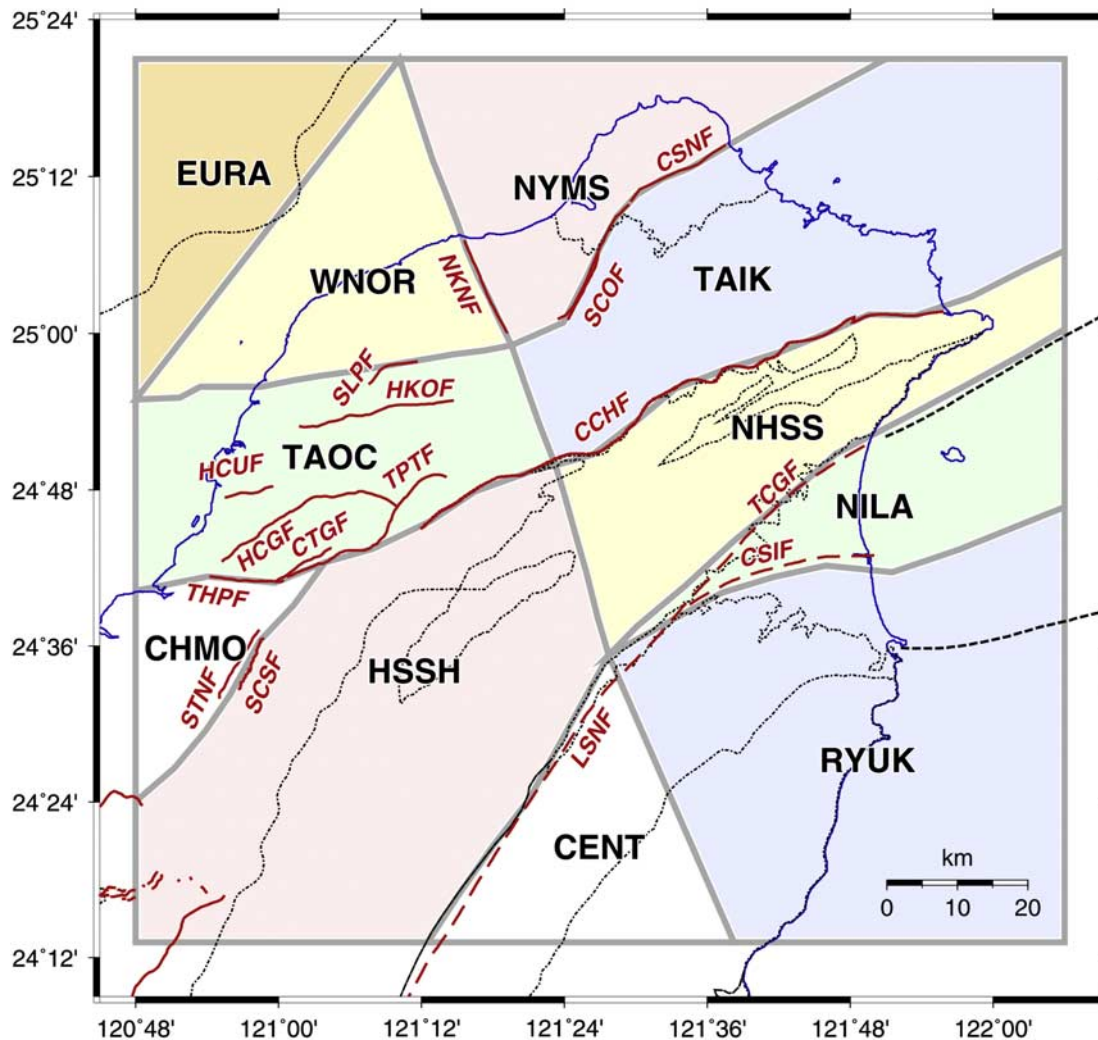 25°24'
25°12'
25°00'
24°48'
24°36'
24°24'
24°12'
EURA
NYMS
CSNF
WNOR
NKNF
SCOF
TAIK
SLPF
HKOF
CCHF
NHSS
TAOC
HCUF
TPTF
TCGF
NILA
HCGF
CTGF
CSIF
THPF
CHMO
STNF
SCSF
HSSH
LSNF
RYUK
CENT
km
0 10 20
120°48' 121°00' 121°12' 121°24' 121°36' 121°48' 122°00'